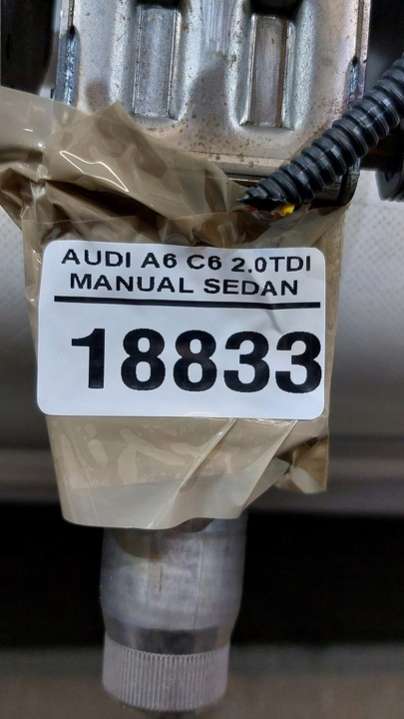 AUDI A6 C6 2.0TDI
MANUAL SEDAN
18833